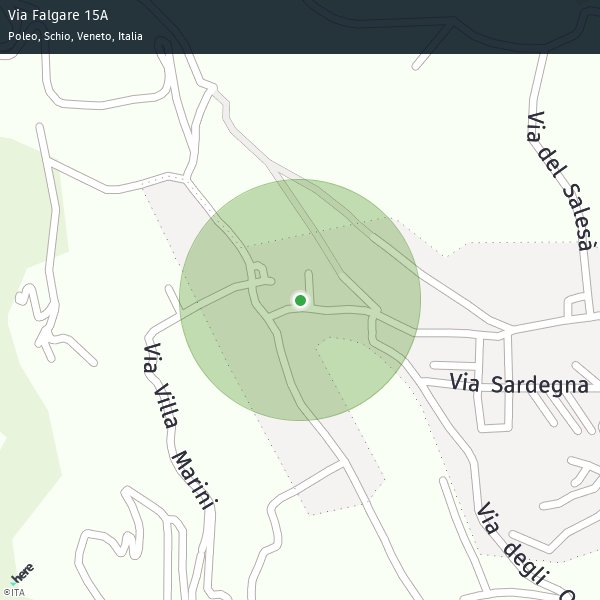 Via Falgare 15A
Poleo, Schio, Veneto, Italia
Via del Salesà
Via Sardegna
Via Villa Marini
Via degli
here
©ITA